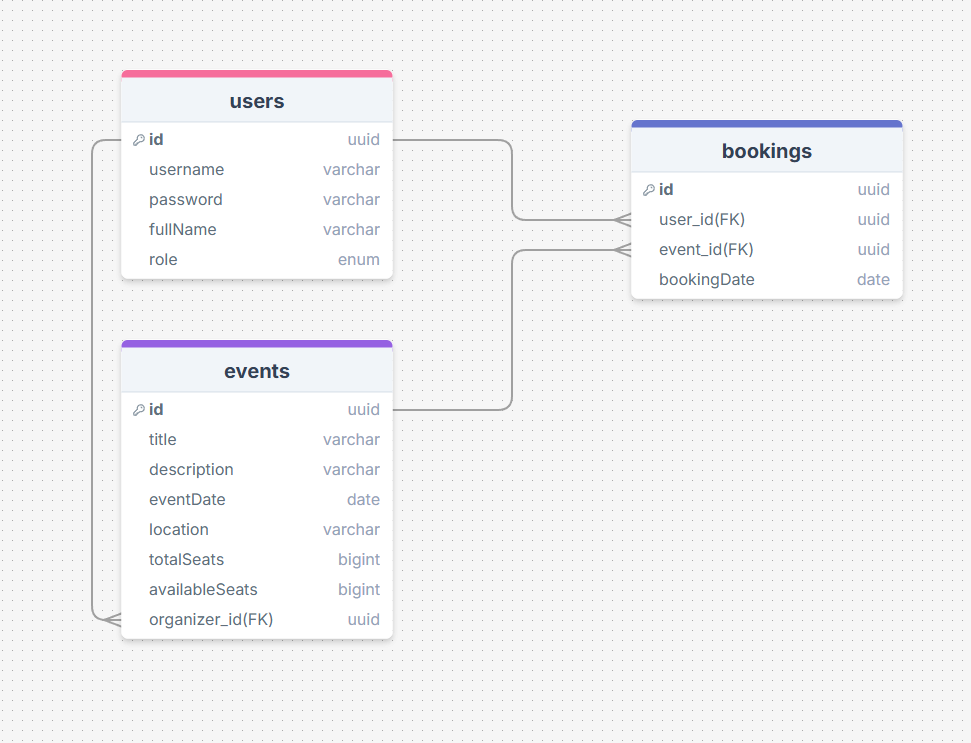 users
id uuid
username varchar
password varchar
fullName varchar
role enum
bookings
id uuid
user_id(FK) uuid
event_id(FK) uuid
bookingDate date
events
id uuid
title varchar
description varchar
eventDate date
location varchar
totalSeats bigint
availableSeats bigint
organizer_id(FK) uuid